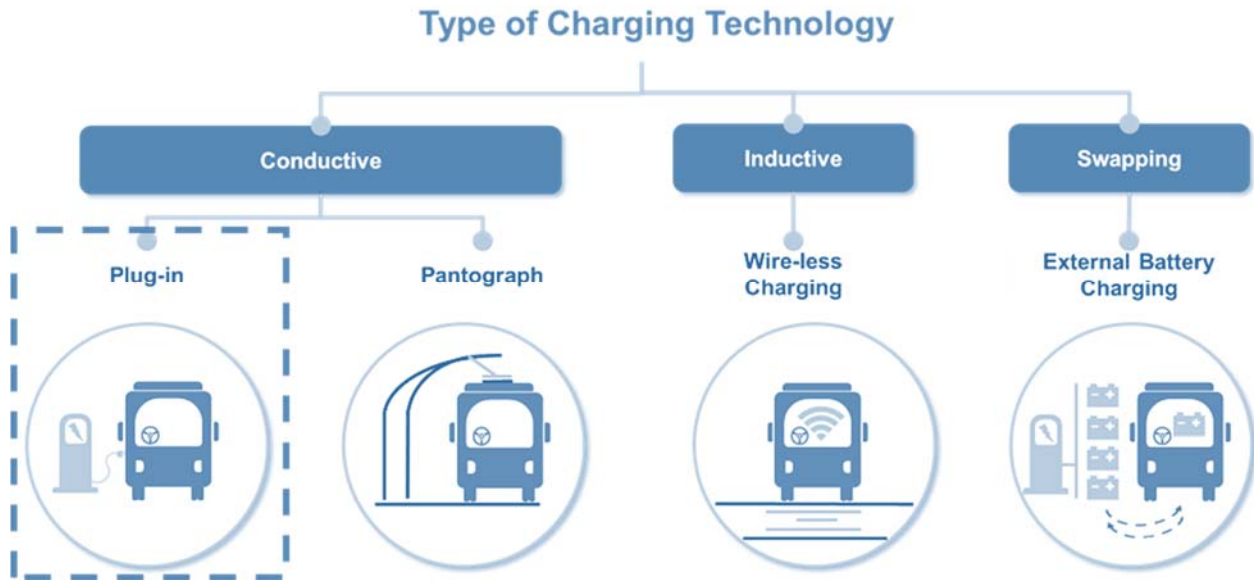 Type of Charging Technology
Conductive
Inductive
Swapping
Plug-in
Pantograph
Wire-less
Charging
External Battery
Charging